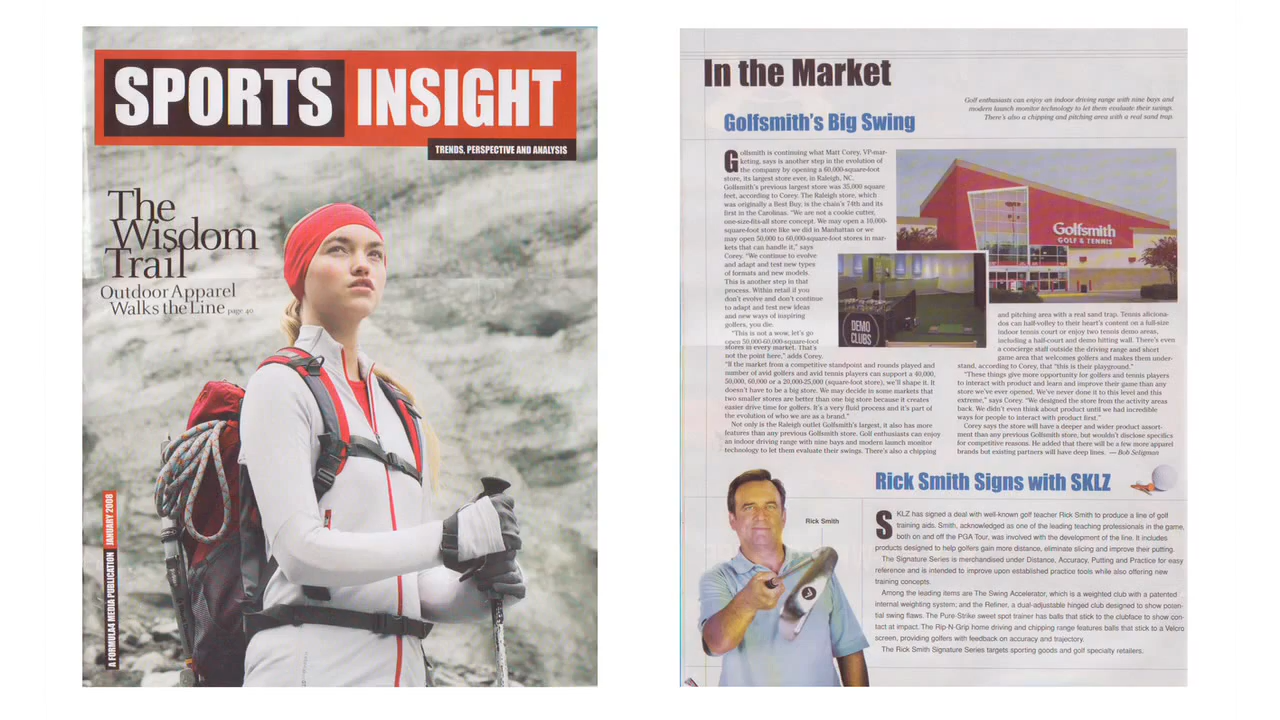 SPORTS INSIGHT
TRENDS, PERSPECTIVE AND ANALYSIS
The
Wisdom
Trail
Outdoor Apparel
Walks the Line page 40
A FORMULA4 MEDIA PUBLICATION JANUARY 2008
In the Market
Golf enthusiasts can enjoy an indoor driving range with nine bays and
modern launch monitor technology to let them evaluate their swings.
There's also a chipping and pitching area with a real sand trap.
Golfsmith's Big Swing
Golfsmith is continuing what Matt Corey, VP-mar-
keting, says is another step in the evolution of
the company by opening a 60,000-square-foot
store, its largest store ever, in Raleigh, NC.
Golfsmith's previous largest store was 35,000 square
feet, according to Corey. The Raleigh store, which
was originally a Best Buy, is the chain's 74th and its
first in the Carolinas. "We are not a cookie cutter,
one-size-fits-all store concept. We may open a 10,000-
square-foot store like we did in Manhattan or we
may open 50,000 to 60,000-square-foot stores in mar-
kets that can handle it," says
Corey. "We continue to evolve
and adapt and test new types
of formats and new models.
This is another step in that
process. Within retail if you
don't evolve and don't continue
to adapt and test new ideas
and new ways of inspiring
golfers, you die.
"This is not a wow, let's go
open 50,000-60,000-square-foot
stores in every market. That's
not the point here," adds Corey.
"If the market from a competitive standpoint and rounds played and
number of avid golfers and avid tennis players can support a 40,000,
50,000, 60,000 or a 20,000-25,000 (square-foot store), we'll shape it. It
doesn't have to be a big store. We may decide in some markets that
two smaller stores are better than one big store because it creates
easier drive time for golfers. It's a very fluid process and it's part of
the evolution of who we are as a brand."
Not only is the Raleigh outlet Golfsmith's largest, it also has more
features than any previous Golfsmith store. Golf enthusiasts can enjoy
an indoor driving range with nine bays and modern launch monitor
technology to let them evaluate their swings. There's also a chipping
Golfsmith
GOLF & TENNIS
DEMO
CLUBS
and pitching area with a real sand trap. Tennis aficiona-
dos can half-volley to their heart's content on a full-size
indoor tennis court or enjoy two tennis demo areas,
including a half-court and demo hitting wall. There's even
a concierge staff outside the driving range and short
game area that welcomes golfers and makes them under-
stand, according to Corey, that "this is their playground."
"These things give more opportunity for golfers and tennis players
to interact with product and learn and improve their game than any
store we've ever opened. We've never done it to this level and this
extreme," says Corey. "We designed the store from the activity areas
back. We didn't even think about product until we had incredible
ways for people to interact with product first."
Corey says the store will have a deeper and wider product assort-
ment than any previous Golfsmith store, but wouldn't disclose specifics
for competitive reasons. He added that there will be a few more apparel
brands but existing partners will have deep lines. — Bob Seligman
Rick Smith Signs with SKLZ
Rick Smith
SKLZ has signed a deal with well-known golf teacher Rick Smith to produce a line of golf
training aids. Smith, acknowledged as one of the leading teaching professionals in the game,
both on and off the PGA Tour, was involved with the development of the line. It includes
products designed to help golfers gain more distance, eliminate slicing and improve their putting.
The Signature Series is merchandised under Distance, Accuracy, Putting and Practice for easy
reference and is intended to improve upon established practice tools while also offering new
training concepts.
Among the leading items are The Swing Accelerator, which is a weighted club with a patented
internal weighting system; and the Refiner, a dual-adjustable hinged club designed to show poten-
tial swing flaws. The Pure-Strike sweet spot trainer has balls that stick to the clubface to show con-
tact at impact. The Rip-N-Grip home driving and chipping range features balls that stick to a Velcro
screen, providing golfers with feedback on accuracy and trajectory.
The Rick Smith Signature Series targets sporting goods and golf specialty retailers.